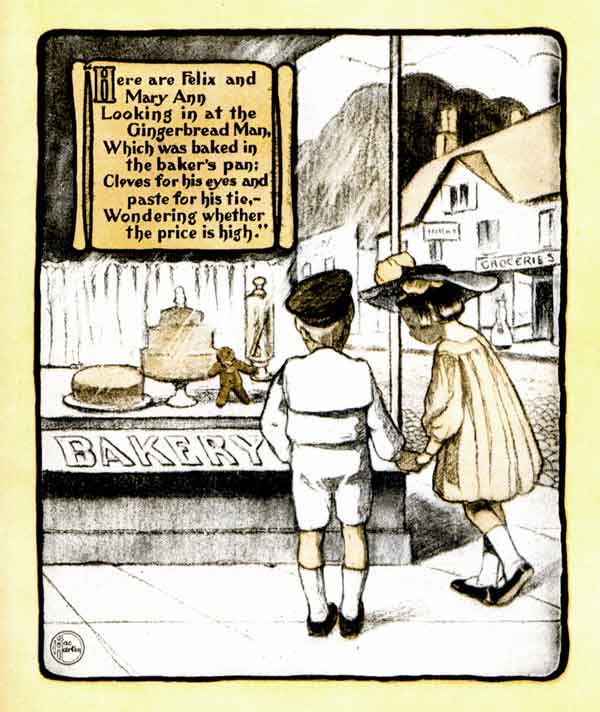 "Here are Felix and
Mary Ann
Looking in at the
Gingerbread Man,
Which was baked in
the baker's pan;
Cloves for his eyes and
paste for his tie,-
Wondering whether
the price is high."
GROCERIES
BAKERY